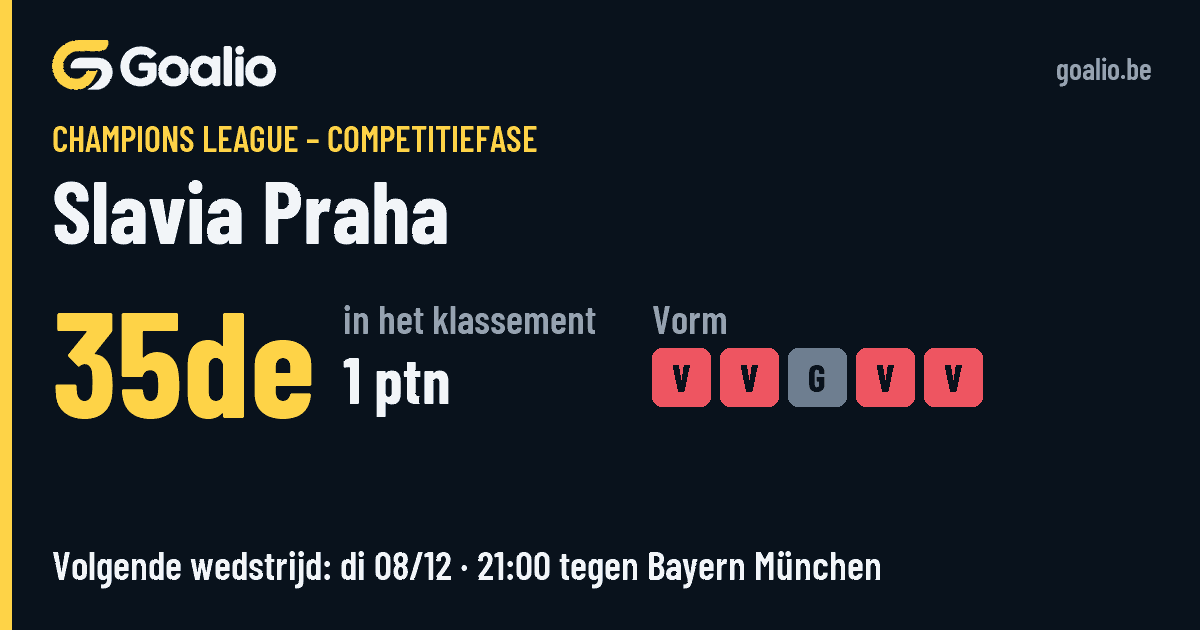 Goalio
goalio.be
CHAMPIONS LEAGUE – COMPETITIEFASE
Slavia Praha
35de
in het klassement
1 ptn
Vorm
V V G V V
Volgende wedstrijd: di 08/12 · 21:00 tegen Bayern München